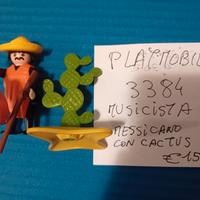 PLAYMOBIL
3384
MUSICISTA
MESSICANO
CON CACTUS
€15